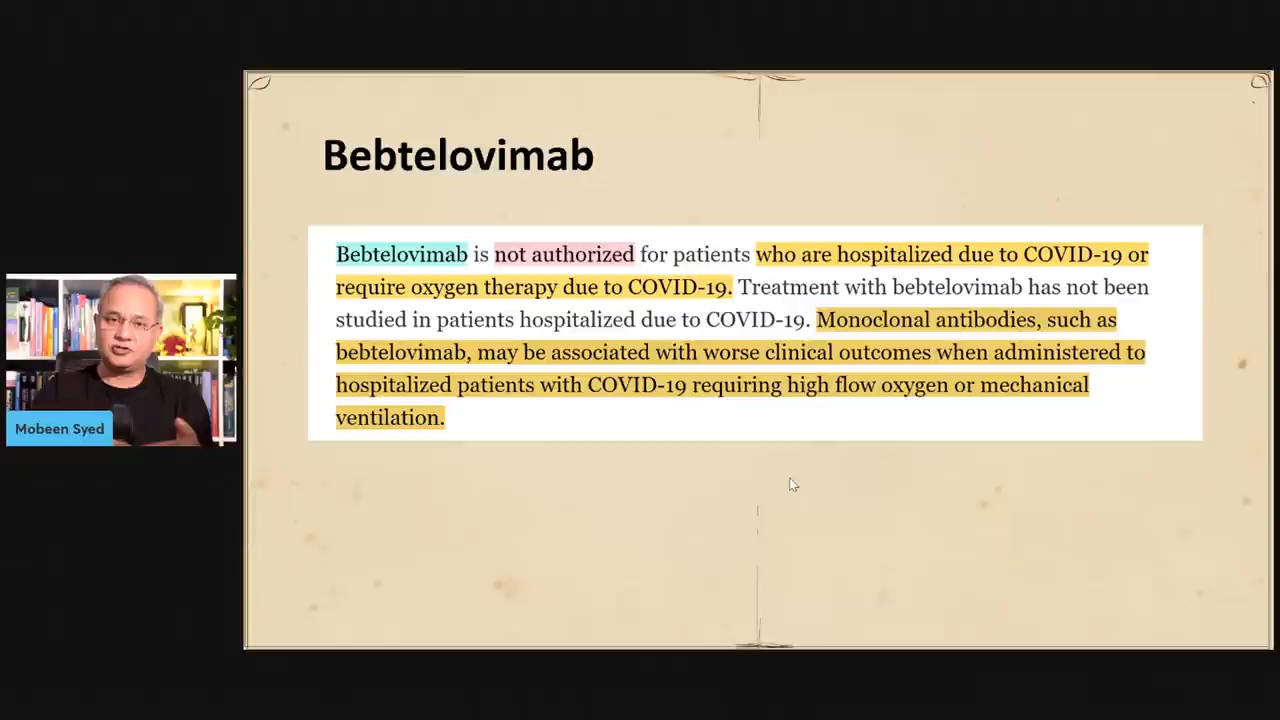 Bebtelovimab
Bebtelovimab is not authorized for patients who are hospitalized due to COVID-19 or
require oxygen therapy due to COVID-19. Treatment with bebtelovimab has not been
studied in patients hospitalized due to COVID-19. Monoclonal antibodies, such as
bebtelovimab, may be associated with worse clinical outcomes when administered to
hospitalized patients with COVID-19 requiring high flow oxygen or mechanical
ventilation.
Mobeen Syed